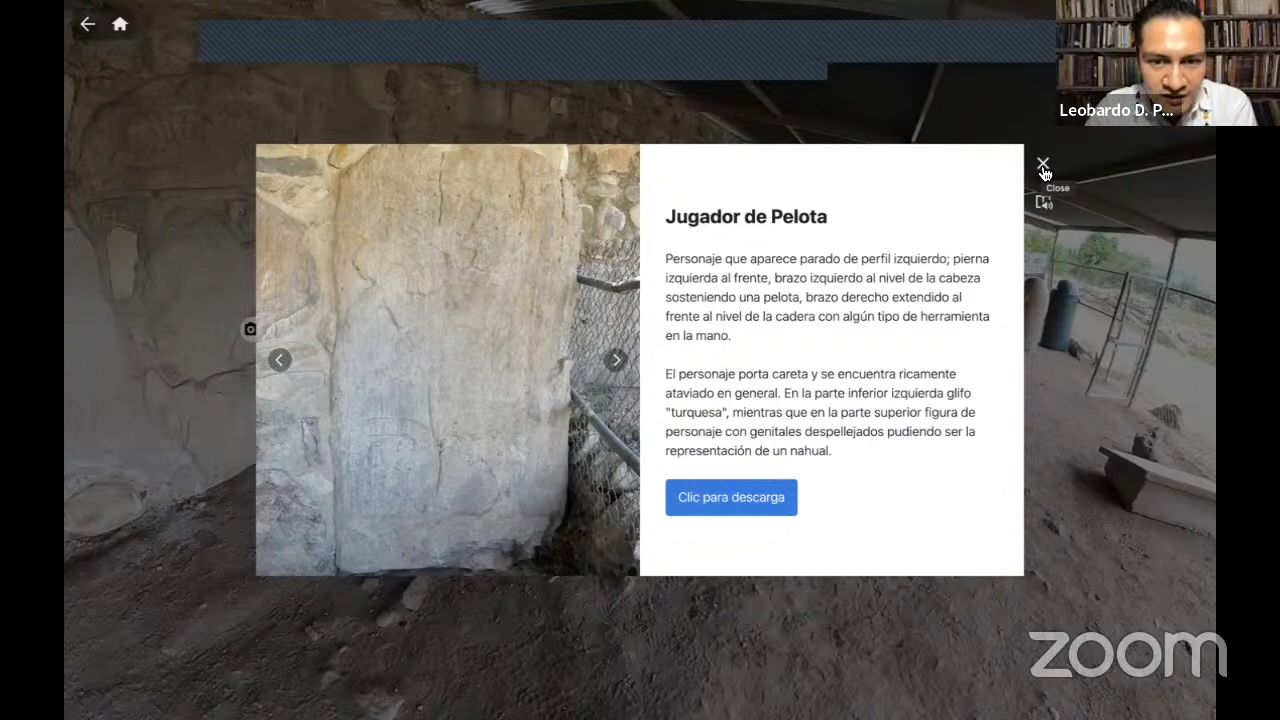 Leobardo D. P...
Close
Jugador de Pelota
Personaje que aparece parado de perfil izquierdo; pierna
izquierda al frente, brazo izquierdo al nivel de la cabeza
sosteniendo una pelota, brazo derecho extendido al
frente al nivel de la cadera con algún tipo de herramienta
en la mano.
El personaje porta careta y se encuentra ricamente
ataviado en general. En la parte inferior izquierda glifo
"turquesa", mientras que en la parte superior figura de
personaje con genitales despellejados pudiendo ser la
representación de un nahual.
Clic para descarga
zoom